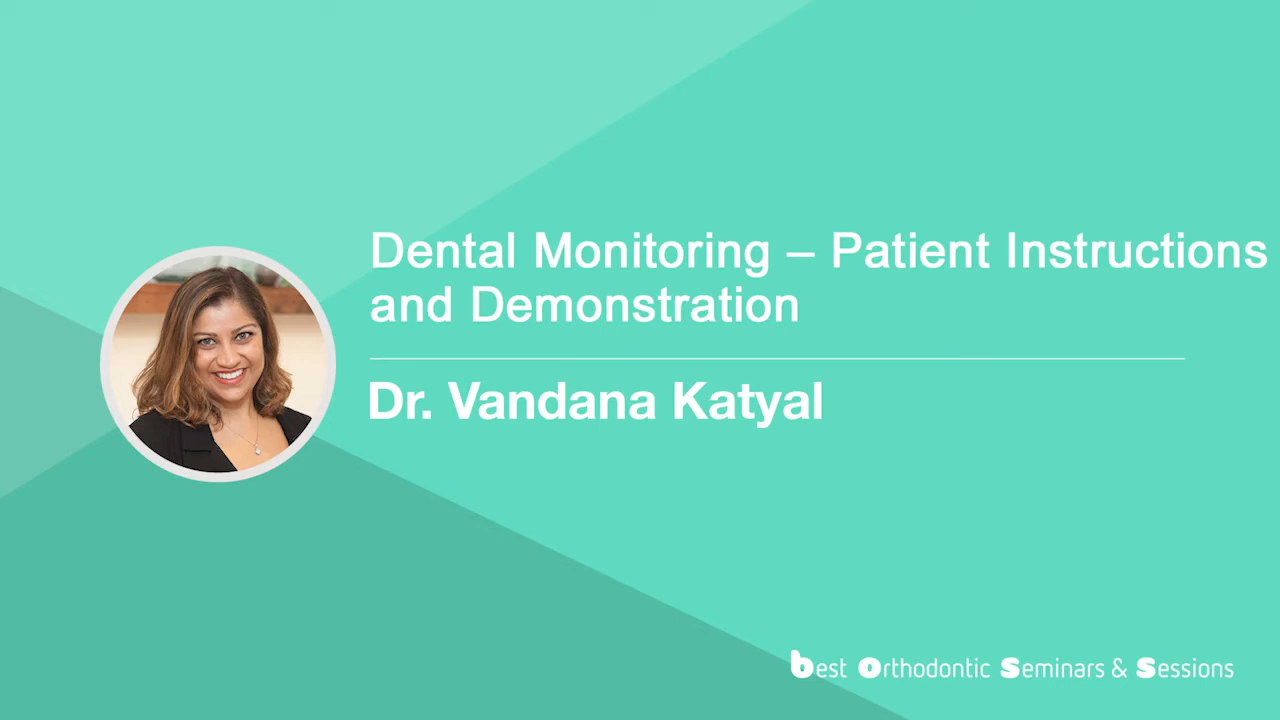 Dental Monitoring – Patient Instructions
and Demonstration
Dr. Vandana Katyal
best Orthodontic Seminars & Sessions